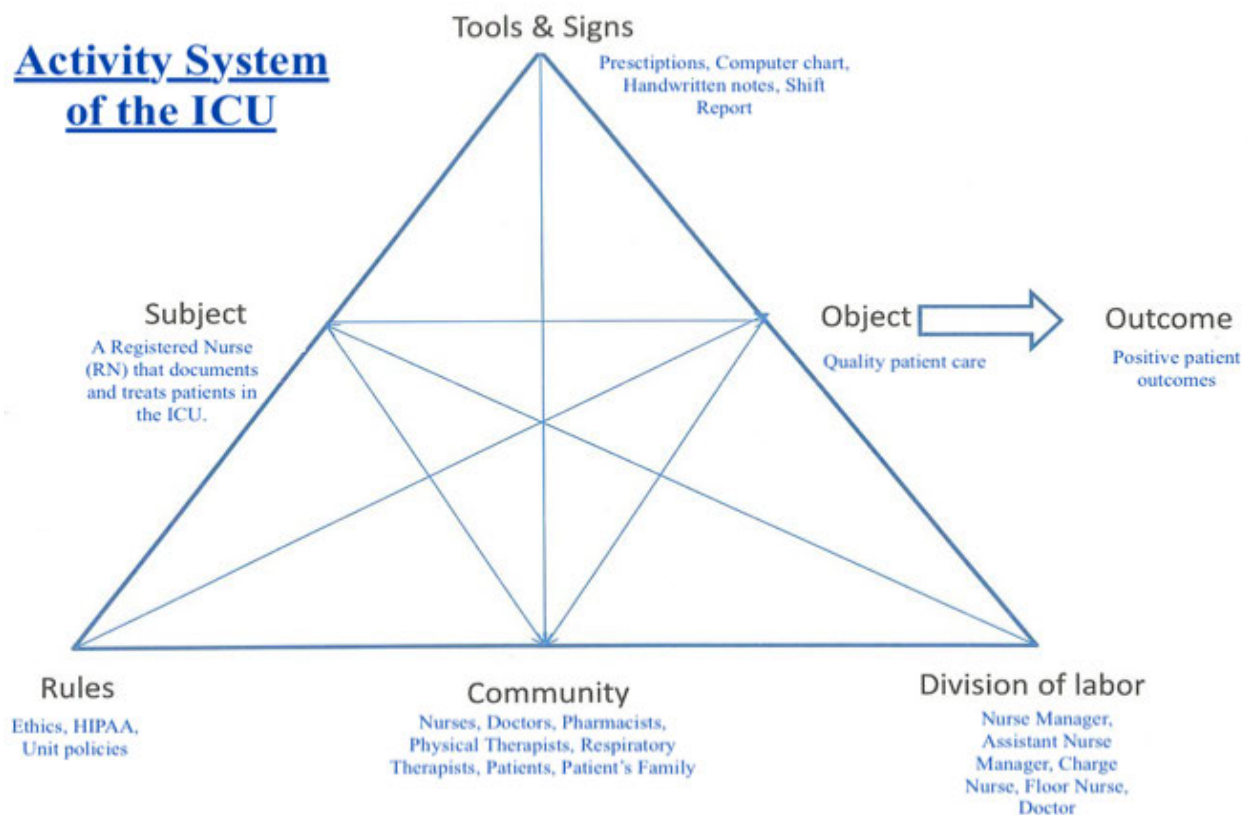 Activity System
of the ICU
Tools & Signs
Presctiptions, Computer chart,
Handwritten notes, Shift
Report
Subject
A Registered Nurse
(RN) that documents
and treats patients in
the ICU.
Object
Quality patient care
Outcome
Positive patient
outcomes
Rules
Ethics, HIPAA,
Unit policies
Community
Nurses, Doctors, Pharmacists,
Physical Therapists, Respiratory
Therapists, Patients, Patient's Family
Division of labor
Nurse Manager,
Assistant Nurse
Manager, Charge
Nurse, Floor Nurse,
Doctor